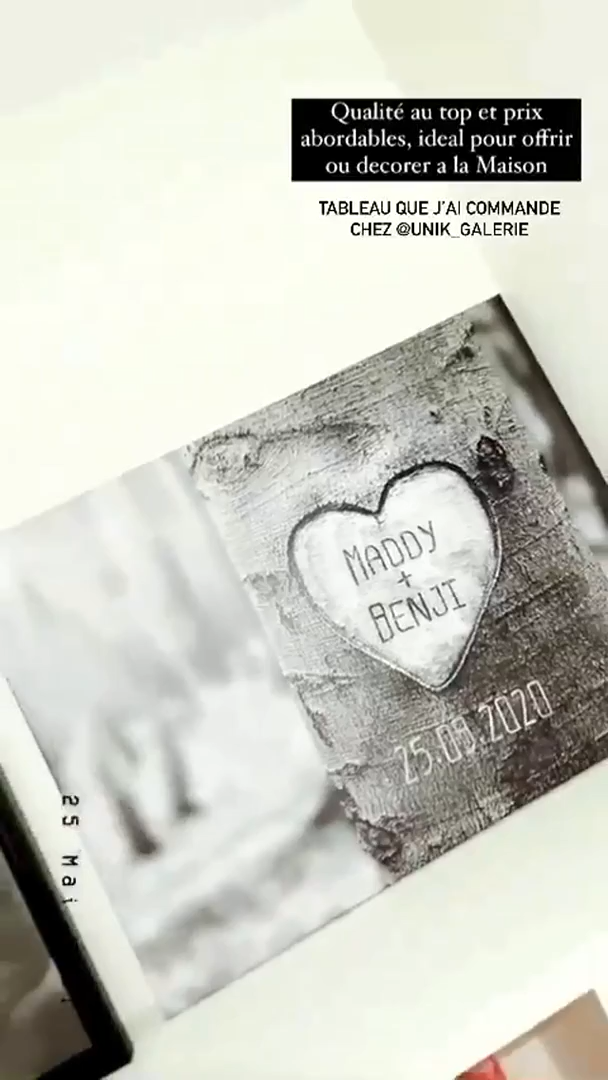 Qualité au top et prix
abordables, ideal pour offrir
ou decorer a la Maison
TABLEAU QUE J'AI COMMANDE
CHEZ @UNIK_GALERIE
MADDY
+
BENJI
25.09.2020
25 Mai